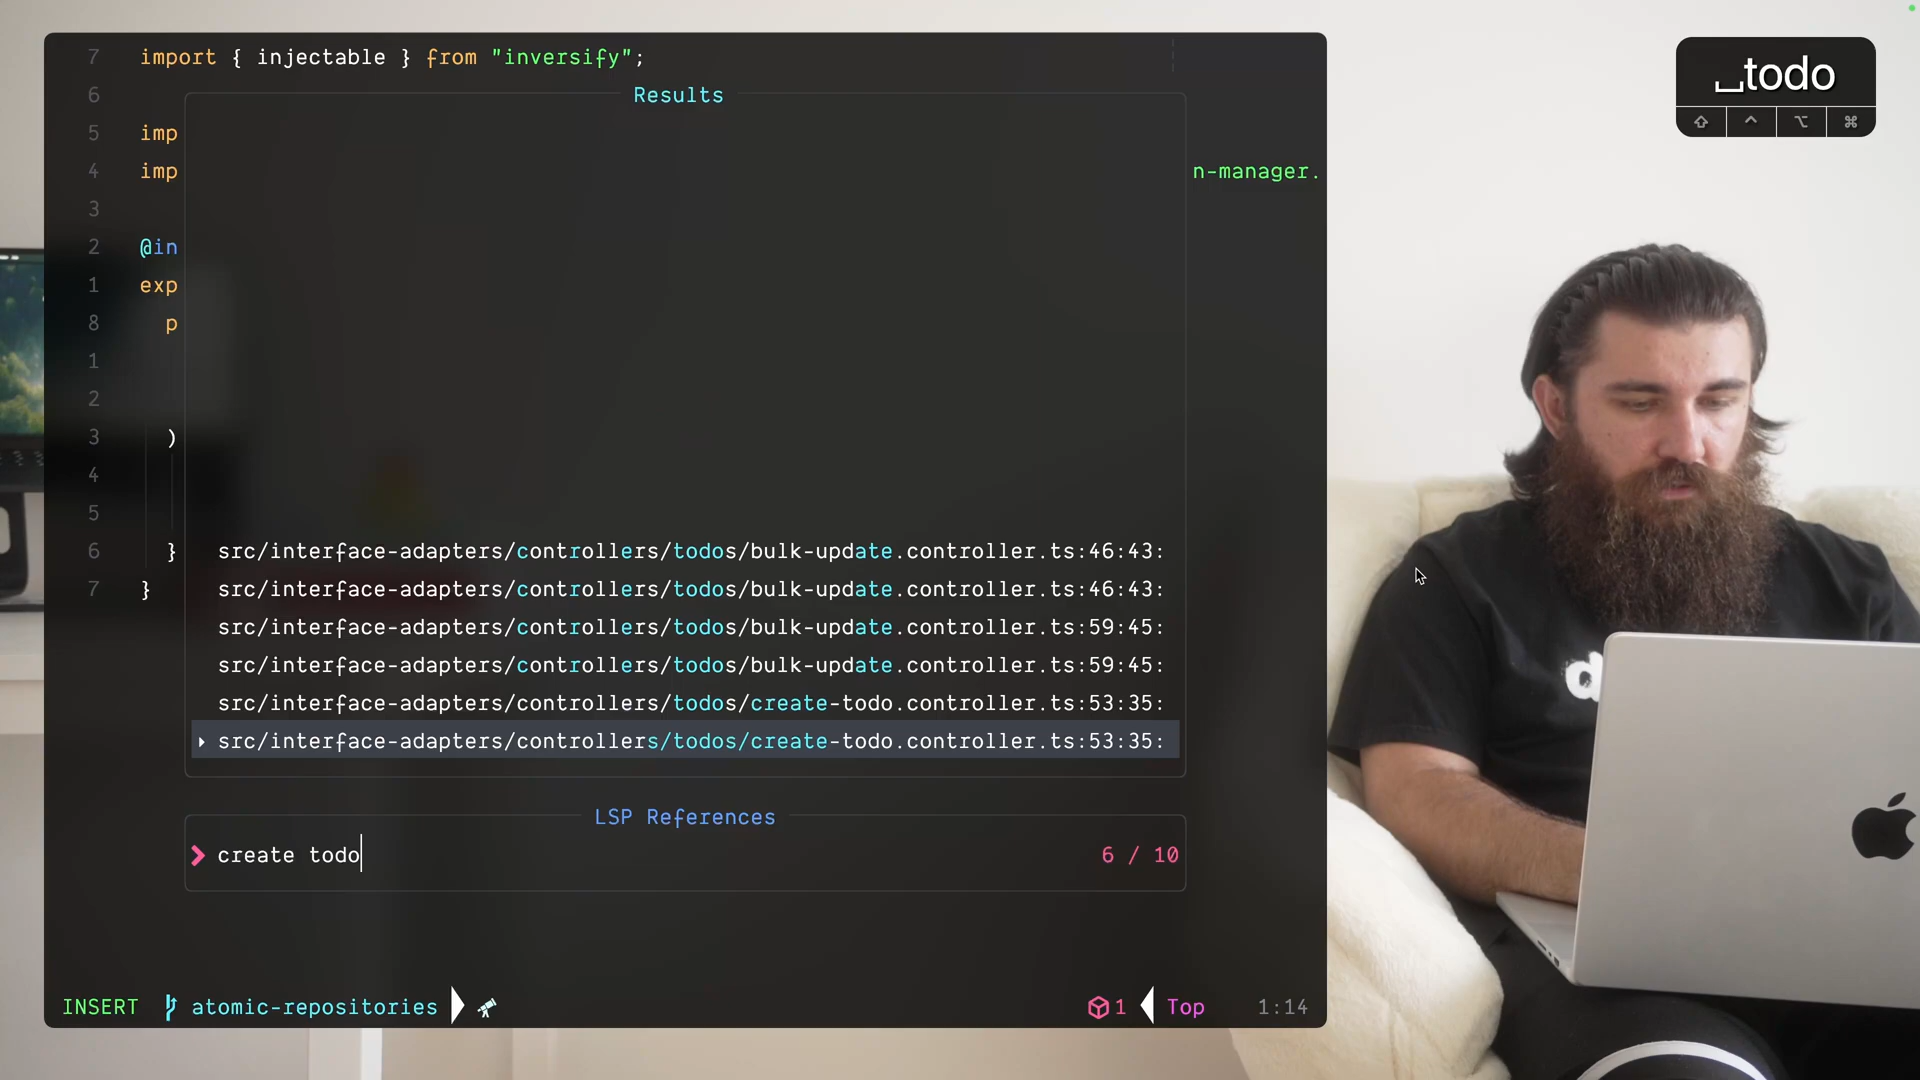 ␣todo
⇧ ^ ⌥ ⌘
7 import { injectable } from "inversify";
6
Results
5 imp
4 imp n-manager.
3
2 @in
1 exp
8 p
1
2
3 )
4
5
6 } src/interface-adapters/controllers/todos/bulk-update.controller.ts:46:43:
7 } src/interface-adapters/controllers/todos/bulk-update.controller.ts:46:43:
src/interface-adapters/controllers/todos/bulk-update.controller.ts:59:45:
src/interface-adapters/controllers/todos/bulk-update.controller.ts:59:45:
src/interface-adapters/controllers/todos/create-todo.controller.ts:53:35:
src/interface-adapters/controllers/todos/create-todo.controller.ts:53:35:
LSP References
create todo 6 / 10
INSERT atomic-repositories 1 Top 1:14